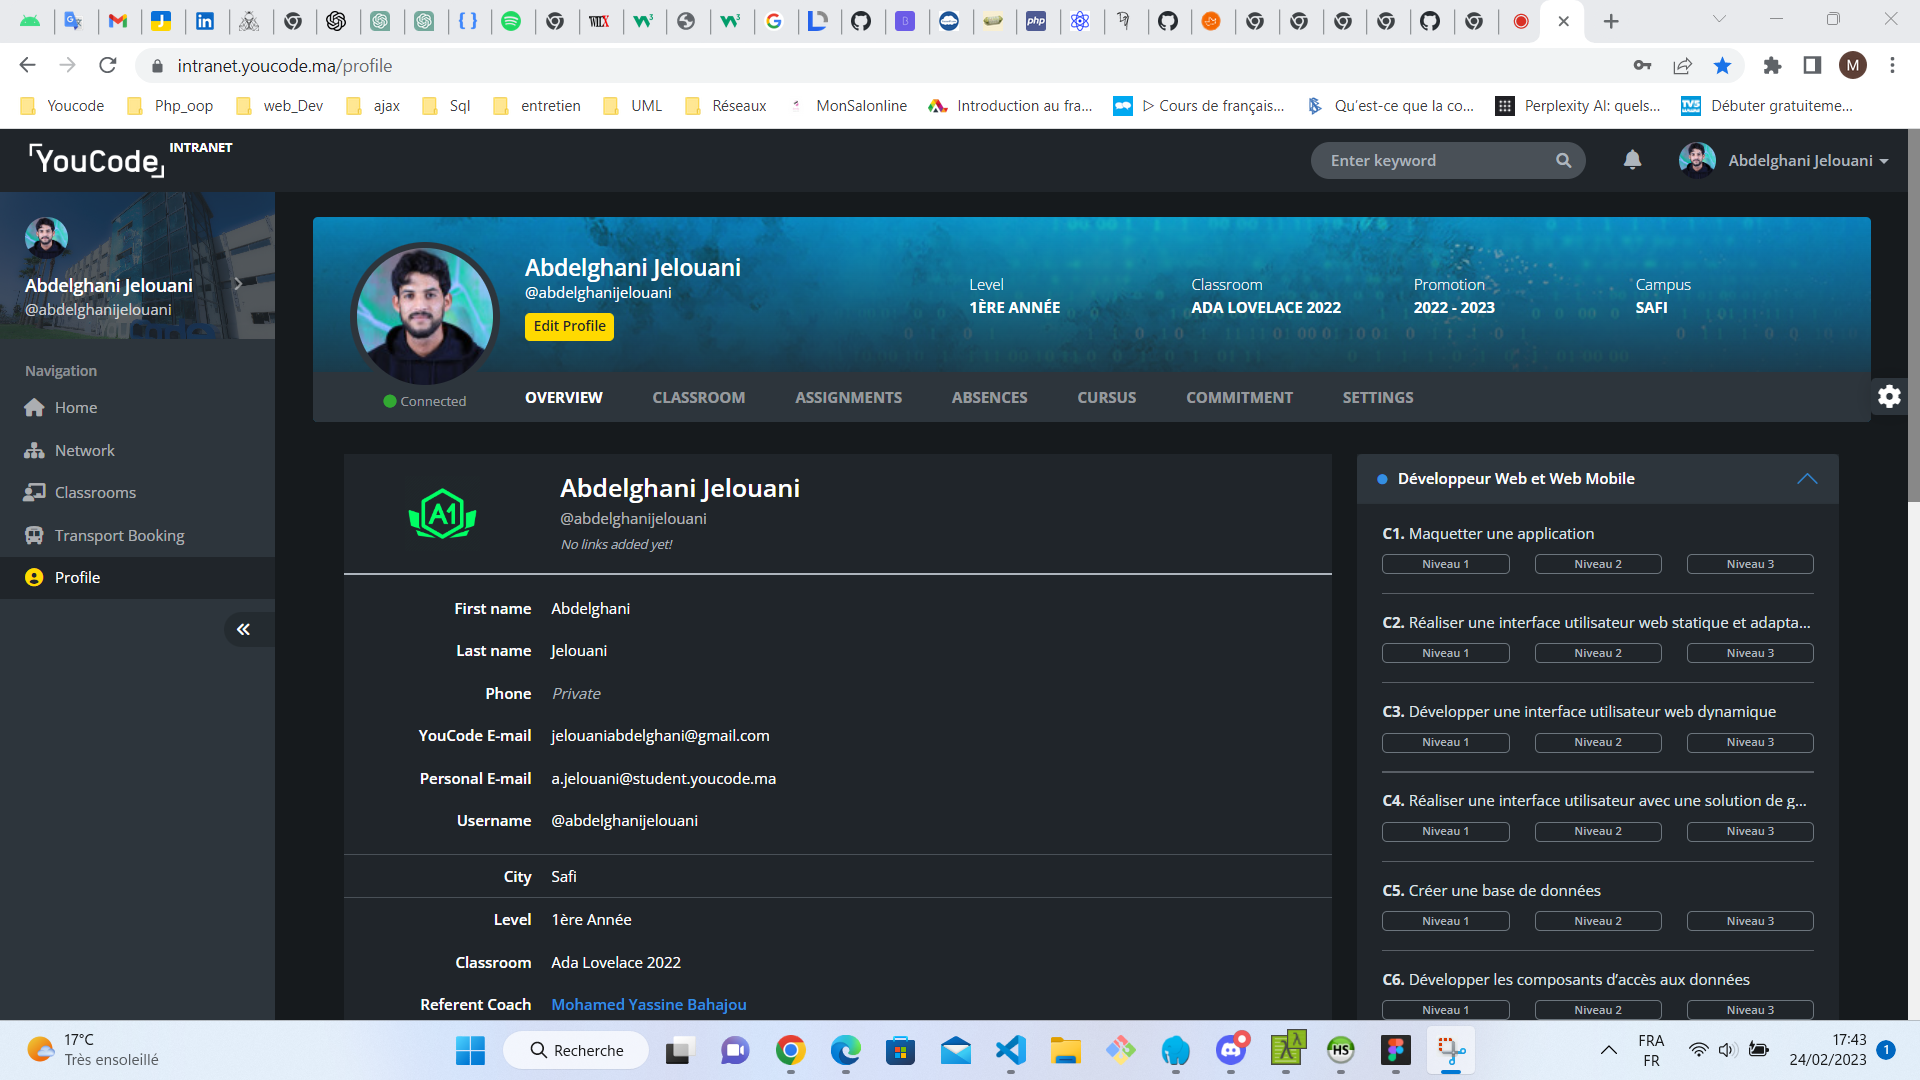 intranet.youcode.ma/profile
M
Youcode
Php_oop
web_Dev
ajax
Sql
entretien
UML
Réseaux
MonSalonline
Introduction au fra...
▷ Cours de français...
Qu'est-ce que la co...
Perplexity AI: quels...
Débuter gratuiteme...
YouCode
INTRANET
Enter keyword
Abdelghani Jelouani
Abdelghani Jelouani
@abdelghanijelouani
Navigation
Home
Network
Classrooms
Transport Booking
Profile
Abdelghani Jelouani
@abdelghanijelouani
Edit Profile
Level
1ÈRE ANNÉE
Classroom
ADA LOVELACE 2022
Promotion
2022 - 2023
Campus
SAFI
Connected
OVERVIEW
CLASSROOM
ASSIGNMENTS
ABSENCES
CURSUS
COMMITMENT
SETTINGS
A1
Abdelghani Jelouani
@abdelghanijelouani
No links added yet!
First name Abdelghani
Last name Jelouani
Phone Private
YouCode E-mail jelouaniabdelghani@gmail.com
Personal E-mail a.jelouani@student.youcode.ma
Username @abdelghanijelouani
City Safi
Level 1ère Année
Classroom Ada Lovelace 2022
Referent Coach Mohamed Yassine Bahajou
Développeur Web et Web Mobile
C1. Maquetter une application
Niveau 1 Niveau 2 Niveau 3
C2. Réaliser une interface utilisateur web statique et adapta...
Niveau 1 Niveau 2 Niveau 3
C3. Développer une interface utilisateur web dynamique
Niveau 1 Niveau 2 Niveau 3
C4. Réaliser une interface utilisateur avec une solution de g...
Niveau 1 Niveau 2 Niveau 3
C5. Créer une base de données
Niveau 1 Niveau 2 Niveau 3
C6. Développer les composants d'accès aux données
Niveau 1 Niveau 2 Niveau 3
17°C
Très ensoleillé
Recherche
FRA
FR
17:43
24/02/2023
1